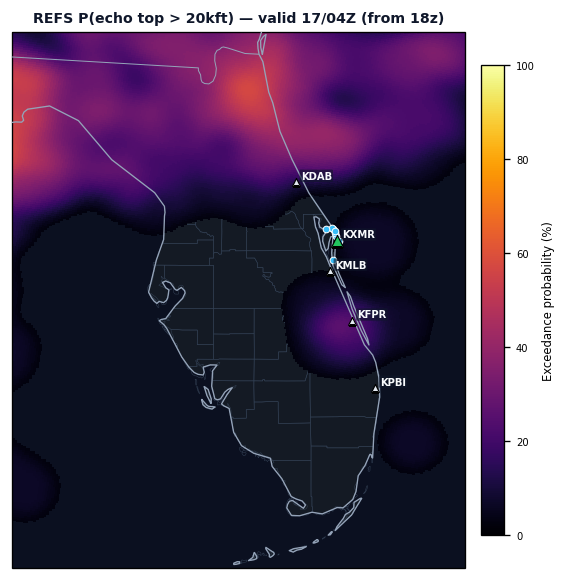 REFS P(echo top > 20kft) — valid 17/04Z (from 18z)
KDAB
KXMR
KMLB
KFPR
KPBI
100
80
60
40
20
0
Exceedance probability (%)